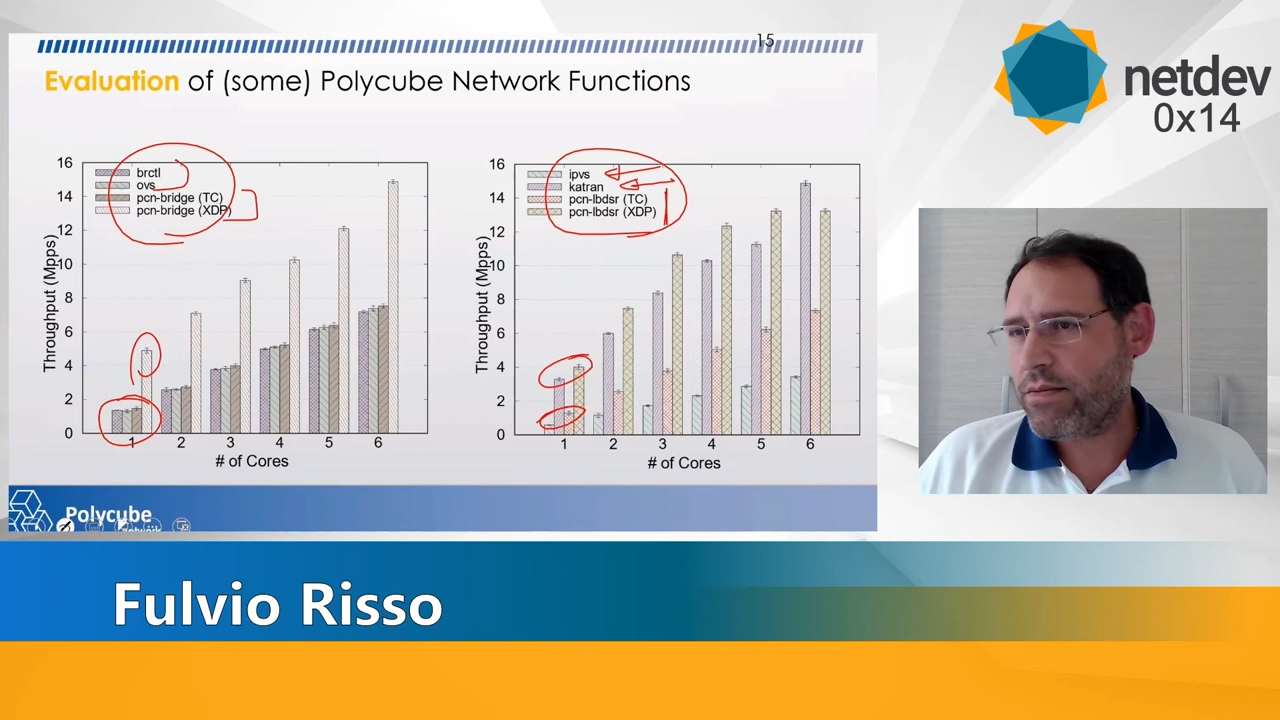 15
Evaluation of (some) Polycube Network Functions
netdev
0x14
16
14
12
10
8
6
4
2
0
Throughput (Mpps)
brctl
ovs
pcn-bridge (TC)
pcn-bridge (XDP)
1 2 3 4 5 6
# of Cores
16
14
12
10
8
6
4
2
0
Throughput (Mpps)
ipvs
katran
pcn-lbdsr (TC)
pcn-lbdsr (XDP)
1 2 3 4 5 6
# of Cores
Polycube
network
Fulvio Risso